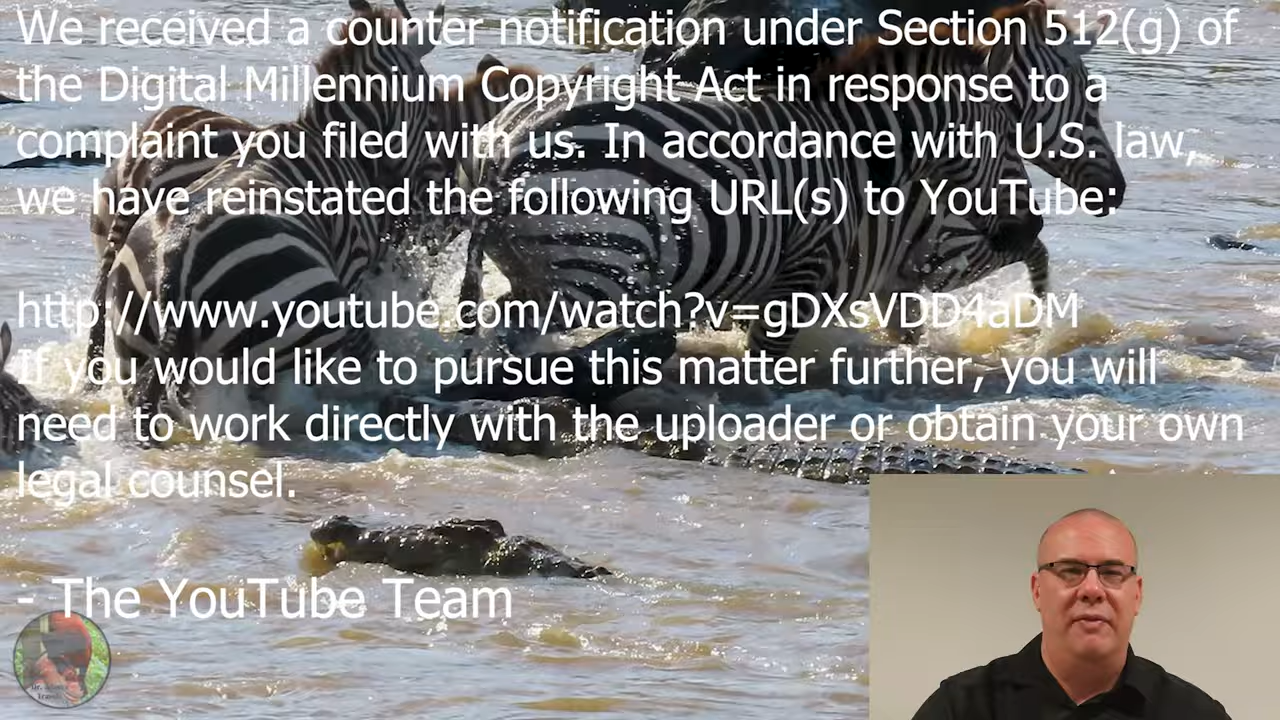 We received a counter notification under Section 512(g) of
the Digital Millennium Copyright Act in response to a
complaint you filed with us. In accordance with U.S. law,
we have reinstated the following URL(s) to YouTube:
http://www.youtube.com/watch?v=gDXsVDD4aDM
If you would like to pursue this matter further, you will
need to work directly with the uploader or obtain your own
legal counsel.
- The YouTube Team